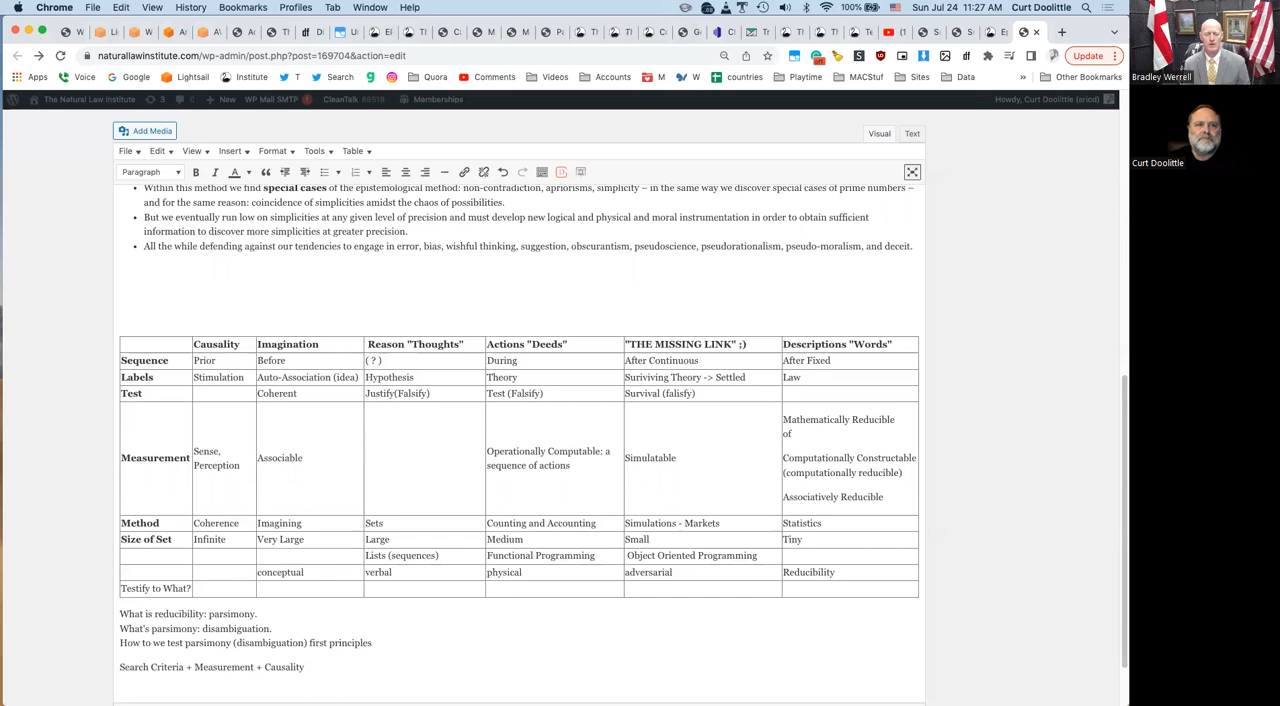 Chrome File Edit View History Bookmarks Profiles Tab Window Help 100% Sun Jul 24 11:27 AM Curt Doolittle
naturallawinstitute.com/wp-admin/post.php?post=169704&action=edit Update
Apps Voice Google Lightsail Institute T Search Quora Comments Videos Accounts M W countries Playtime MACStuf Sites Data » Other Bookmarks
The Natural Law Institute 3 0 + New WP Mail SMTP CleanTalk Memberships Howdy, Curt Doolittle (ericd)
Bradley Werrell
Curt Doolittle
Add Media Visual Text
File Edit View Insert Format Tools Table
Paragraph B I A
• Within this method we find special cases of the epistemological method: non-contradiction, apriorisms, simplicity – in the same way we discover special cases of prime numbers –
and for the same reason: coincidence of simplicities amidst the chaos of possibilities.
• But we eventually run low on simplicities at any given level of precision and must develop new logical and physical and moral instrumentation in order to obtain sufficient
information to discover more simplicities at greater precision.
• All the while defending against our tendencies to engage in error, bias, wishful thinking, suggestion, obscurantism, pseudoscience, pseudorationalism, pseudo-moralism, and deceit.
Causality Imagination Reason "Thoughts" Actions "Deeds" "THE MISSING LINK" ;) Descriptions "Words"
Sequence Prior Before ( ? ) During After Continuous After Fixed
Labels Stimulation Auto-Association (idea) Hypothesis Theory Suriviving Theory -> Settled Law
Test Coherent Justify(Falsify) Test (Falsify) Survival (falisfy)
Mathematically Reducible
of
Measurement Sense, Perception Associable Operationally Computable: a sequence of actions Simulatable Computationally Constructable
(computationally reducible)
Associatively Reducible
Method Coherence Imagining Sets Counting and Accounting Simulations - Markets Statistics
Size of Set Infinite Very Large Large Medium Small Tiny
Lists (sequences) Functional Programming Object Oriented Programming
conceptual verbal physical adversarial Reducibility
Testify to What?
What is reducibility: parsimony.
What's parsimony: disambiguation.
How to we test parsimony (disambiguation) first principles
Search Criteria + Measurement + Causality